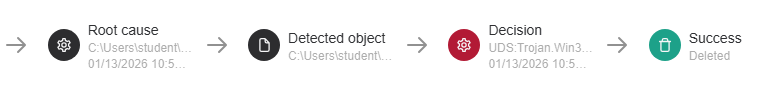 Root cause
C:\Users\student\...
01/13/2026 10:5...
Detected object
C:\Users\student\...
Decision
UDS:Trojan.Win3...
01/13/2026 10:5...
Success
Deleted